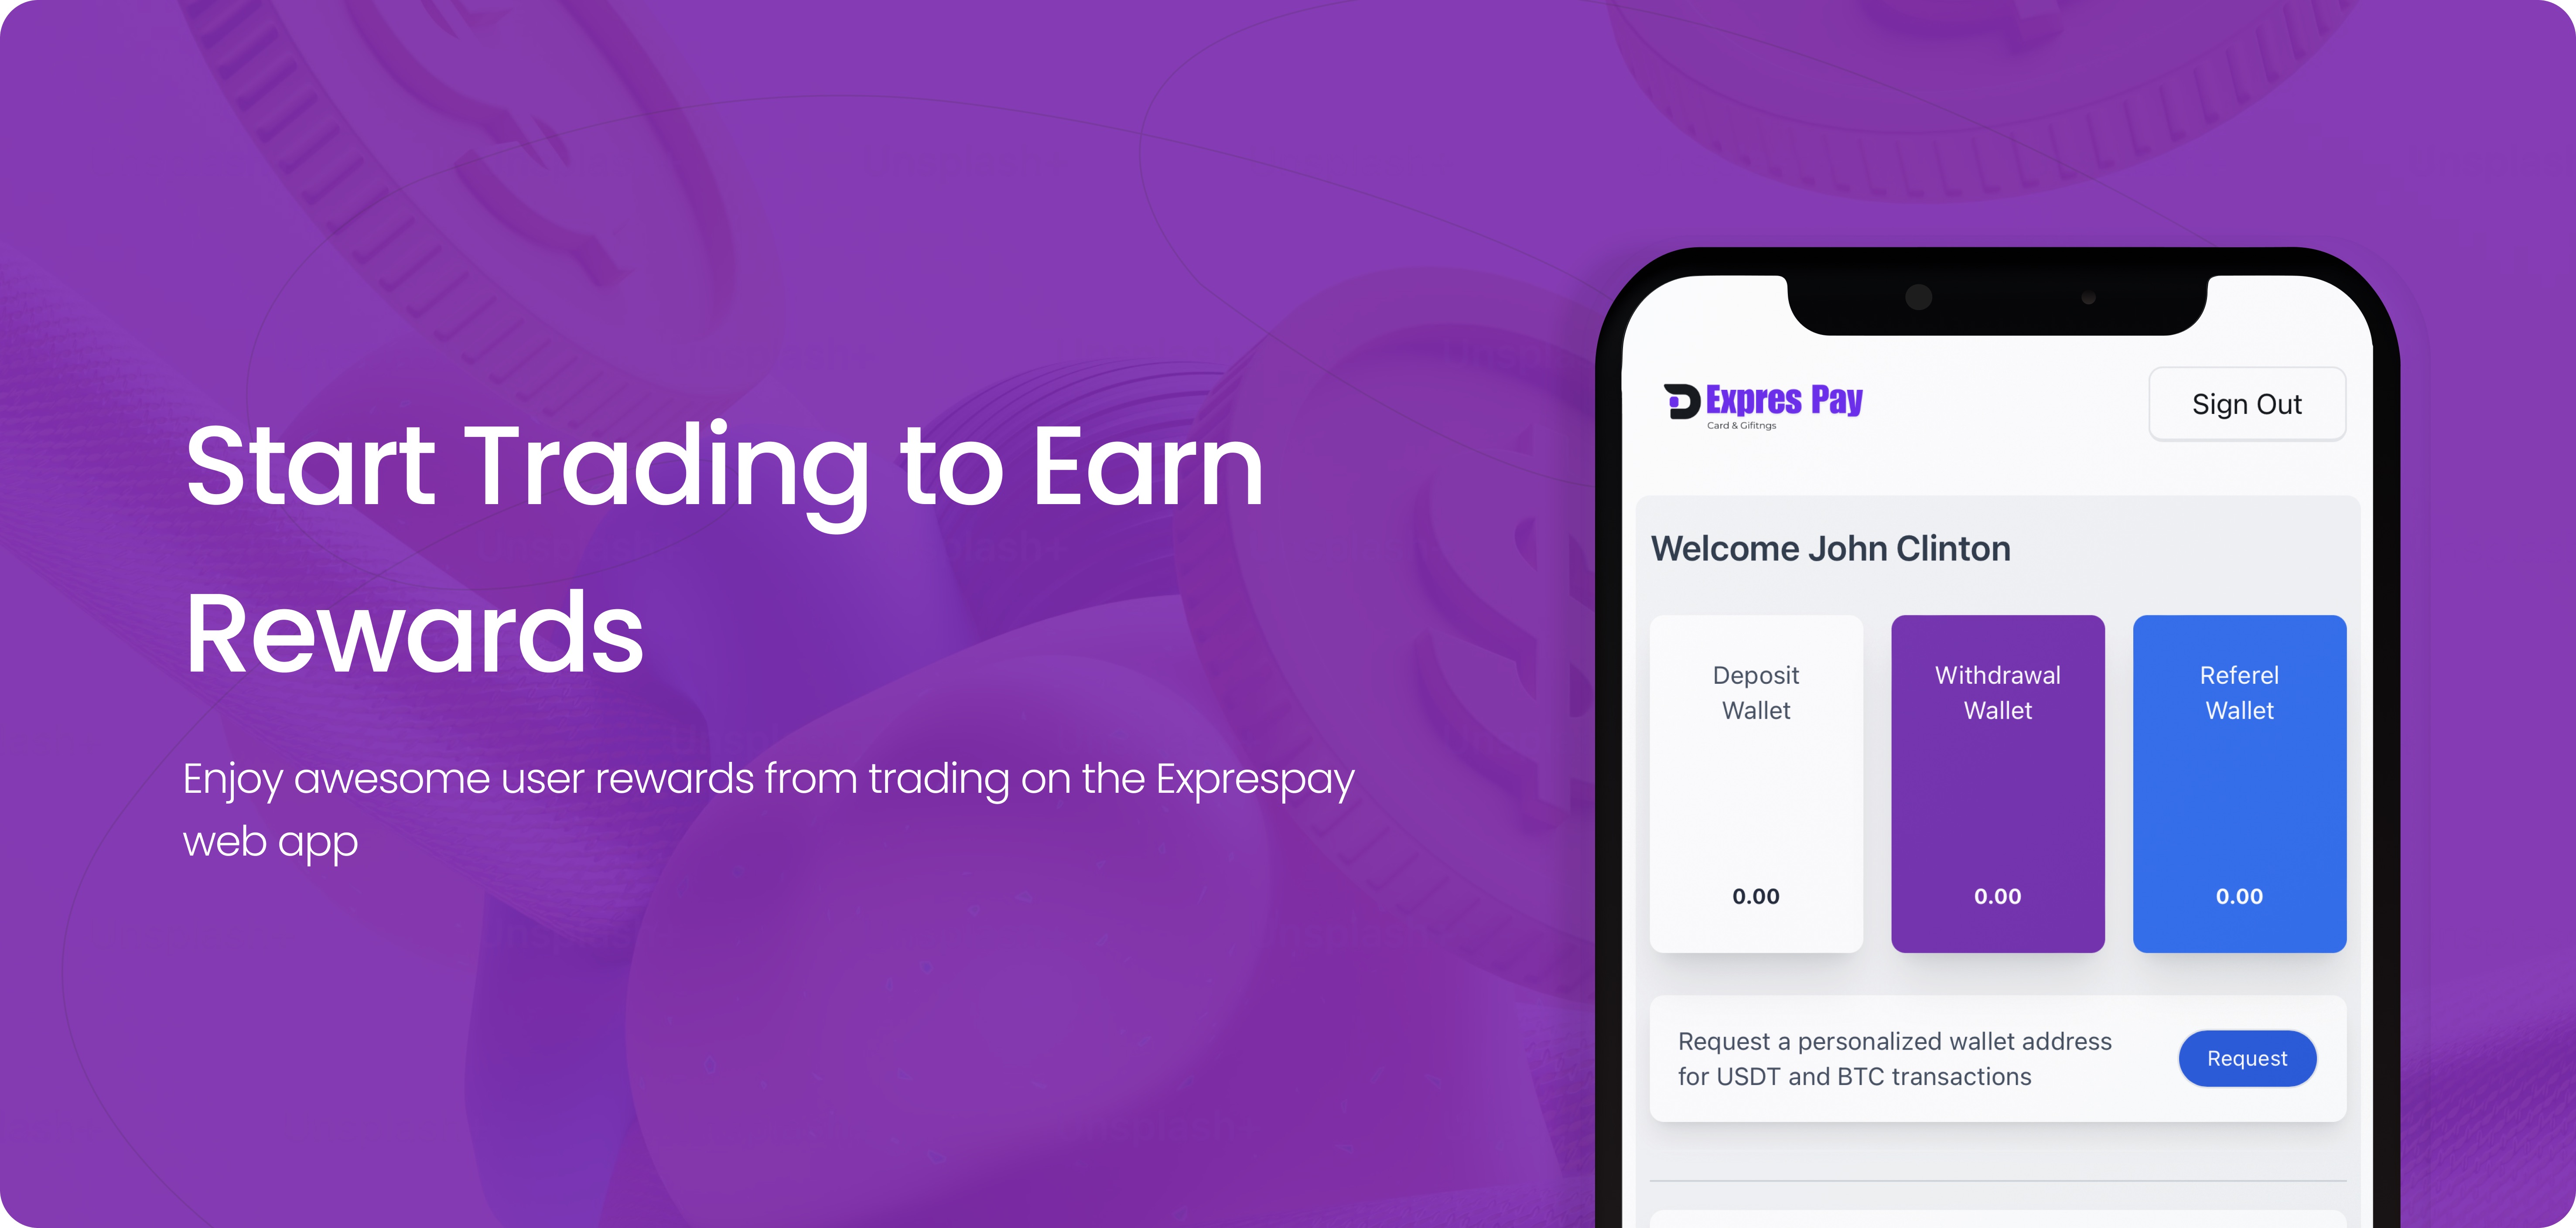 Start Trading to Earn
Rewards
Enjoy awesome user rewards from trading on the Exprespay
web app
Expres Pay
Card & Gifitngs
Sign Out
Welcome John Clinton
Deposit
Wallet
0.00
Withdrawal
Wallet
0.00
Referel
Wallet
0.00
Request a personalized wallet address
for USDT and BTC transactions
Request
Unsplash+